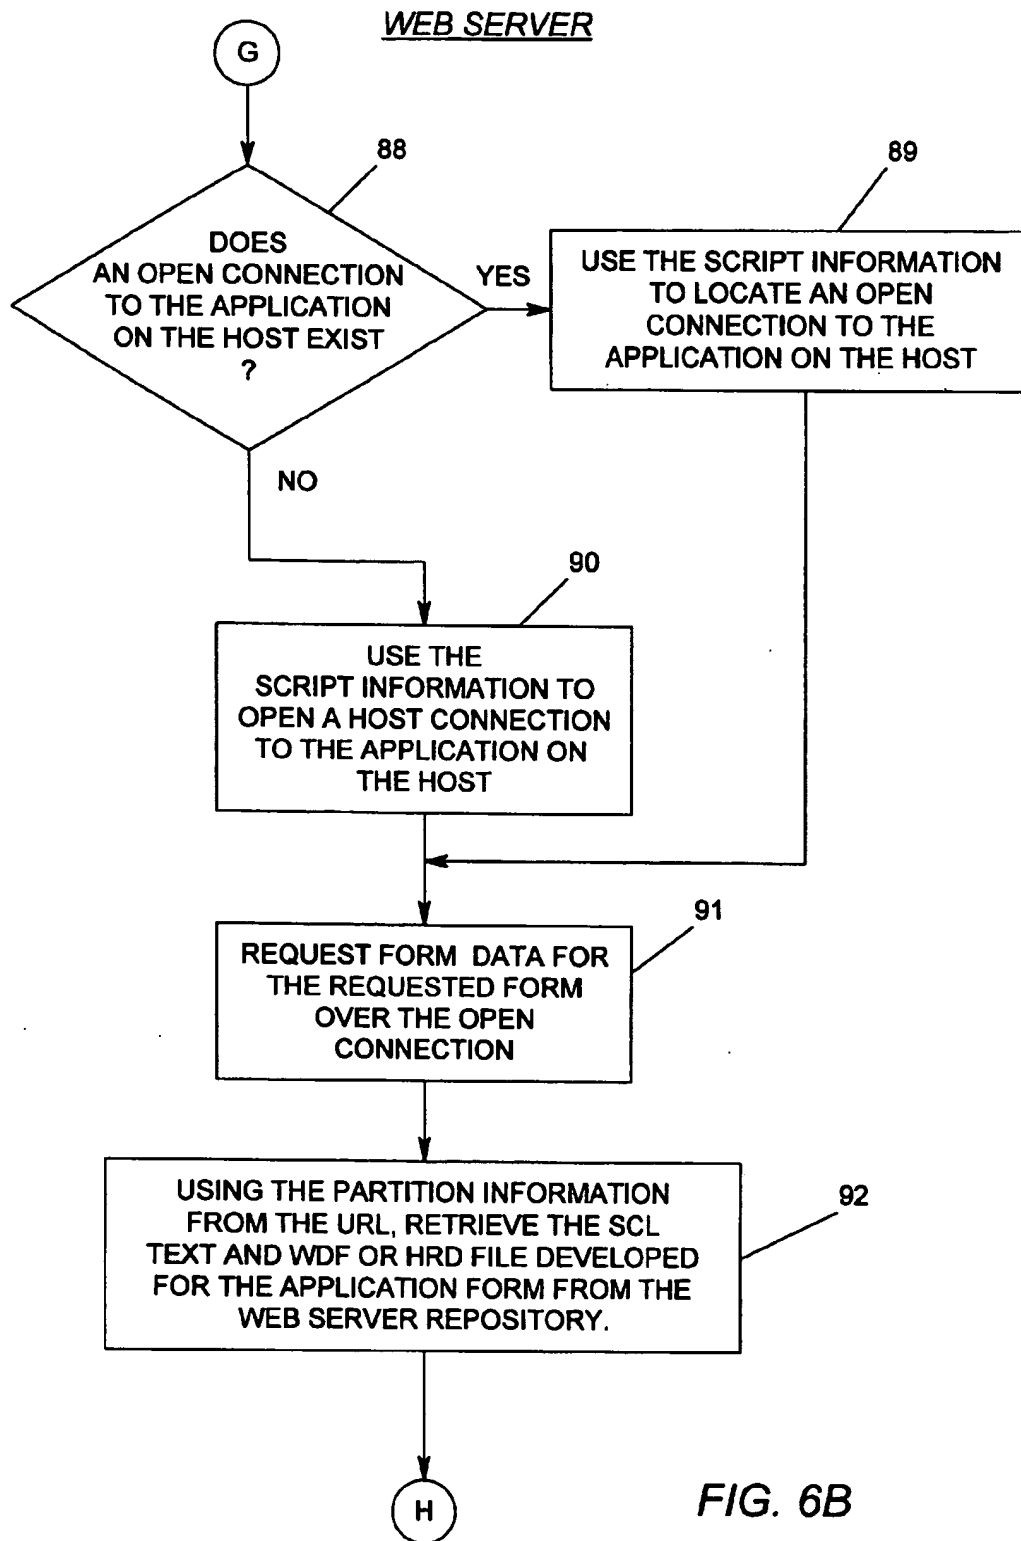 WEB SERVER
G
88
DOES
AN OPEN CONNECTION
TO THE APPLICATION
ON THE HOST EXIST
?
YES
89
USE THE SCRIPT INFORMATION
TO LOCATE AN OPEN
CONNECTION TO THE
APPLICATION ON THE HOST
NO
90
USE THE
SCRIPT INFORMATION TO
OPEN A HOST CONNECTION
TO THE APPLICATION ON
THE HOST
91
REQUEST FORM DATA FOR
THE REQUESTED FORM
OVER THE OPEN
CONNECTION
92
USING THE PARTITION INFORMATION
FROM THE URL, RETRIEVE THE SCL
TEXT AND WDF OR HRD FILE DEVELOPED
FOR THE APPLICATION FORM FROM THE
WEB SERVER REPOSITORY.
H
FIG. 6B